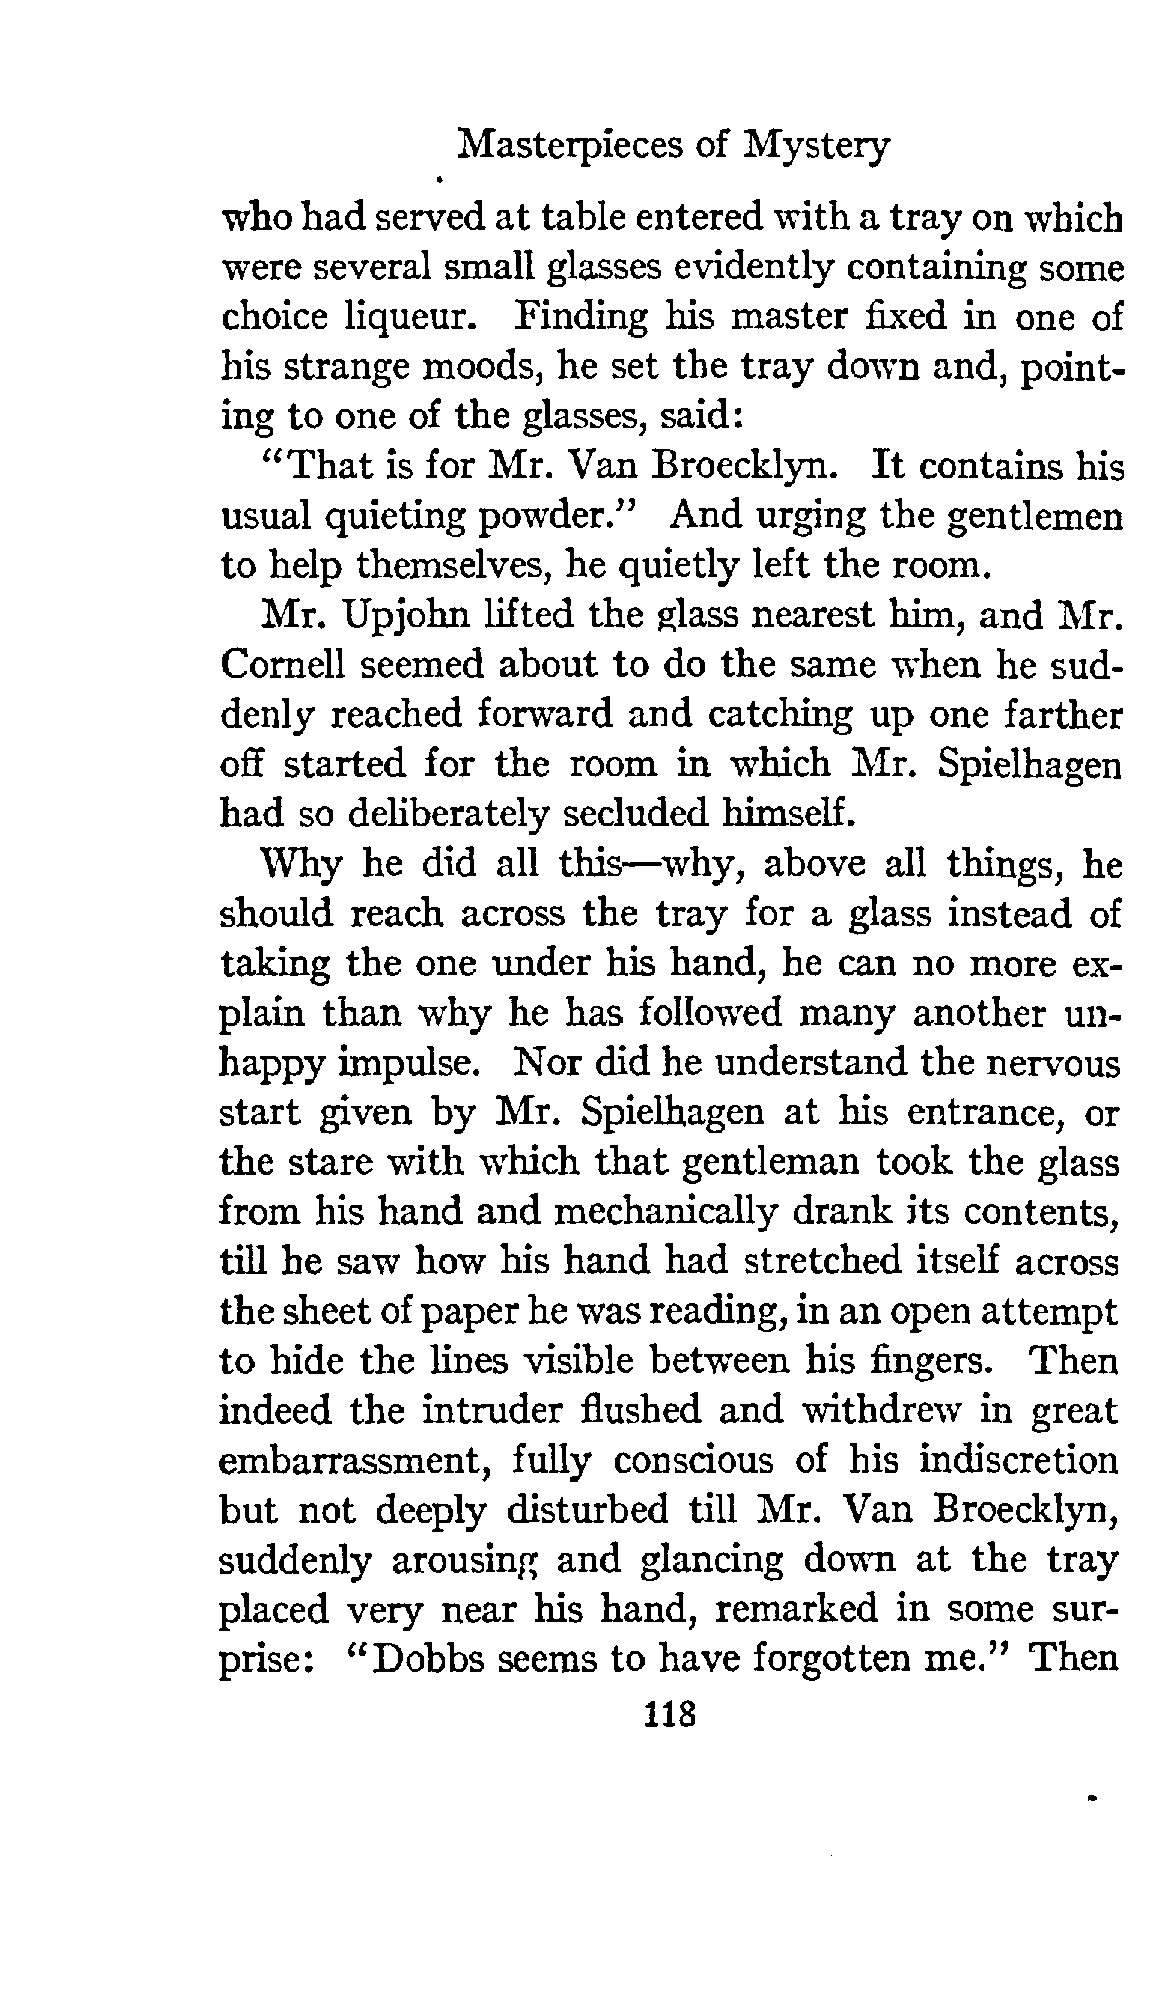 Masterpieces of Mystery
who had served at table entered with a tray on which
were several small glasses evidently containing some
choice liqueur. Finding his master fixed in one of
his strange moods, he set the tray down and, point-
ing to one of the glasses, said:
"That is for Mr. Van Broecklyn. It contains his
usual quieting powder." And urging the gentlemen
to help themselves, he quietly left the room.
Mr. Upjohn lifted the glass nearest him, and Mr.
Cornell seemed about to do the same when he sud-
denly reached forward and catching up one farther
off started for the room in which Mr. Spielhagen
had so deliberately secluded himself.
Why he did all this—why, above all things, he
should reach across the tray for a glass instead of
taking the one under his hand, he can no more ex-
plain than why he has followed many another un-
happy impulse. Nor did he understand the nervous
start given by Mr. Spielhagen at his entrance, or
the stare with which that gentleman took the glass
from his hand and mechanically drank its contents,
till he saw how his hand had stretched itself across
the sheet of paper he was reading, in an open attempt
to hide the lines visible between his fingers. Then
indeed the intruder flushed and withdrew in great
embarrassment, fully conscious of his indiscretion
but not deeply disturbed till Mr. Van Broecklyn,
suddenly arousing and glancing down at the tray
placed very near his hand, remarked in some sur-
prise: "Dobbs seems to have forgotten me." Then
118